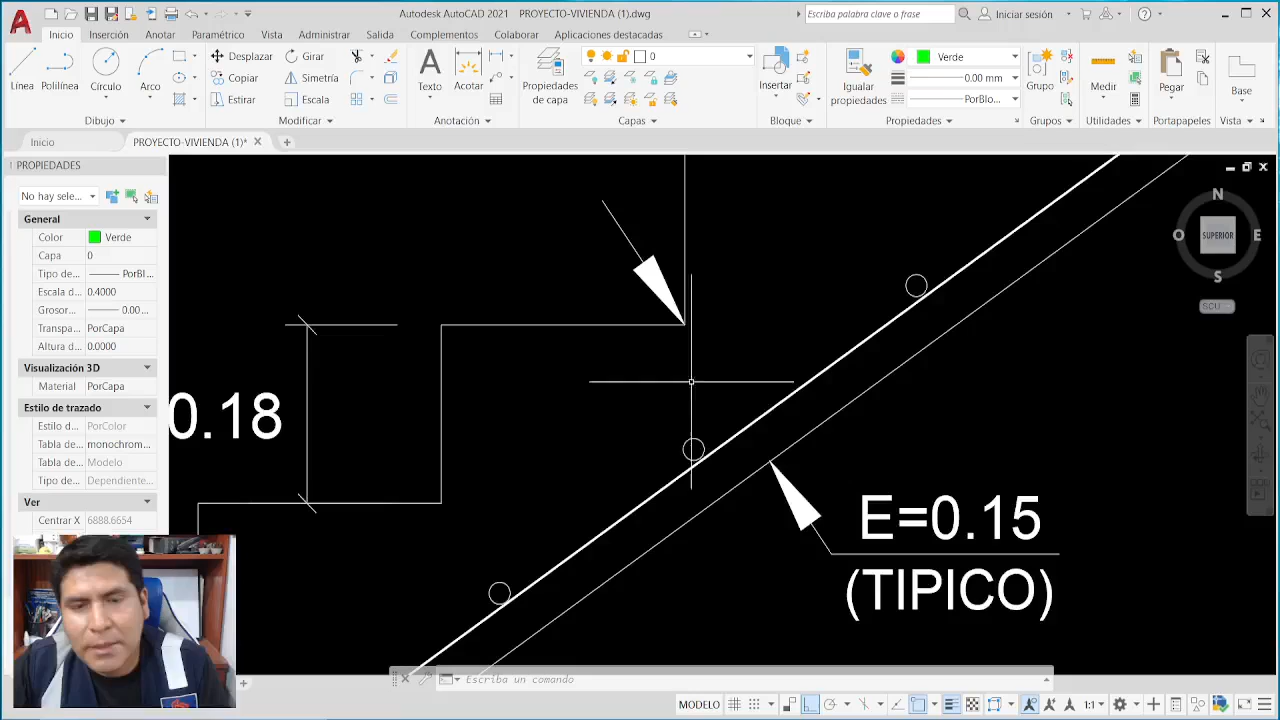 Autodesk AutoCAD 2021 PROYECTO-VIVIENDA (1).dwg
Escriba palabra clave o frase
Iniciar sesión
Inicio Inserción Anotar Paramétrico Vista Administrar Salida Complementos Colaborar Aplicaciones destacadas
Línea Polilínea Círculo Arco
Desplazar Girar
Copiar Simetría
Estirar Escala
Texto Acotar
Propiedades de capa
0
Insertar
Igualar propiedades
Verde
0.00 mm
PorBlo...
Grupo
Medir
Pegar
Base
Dibujo Modificar Anotación Capas Bloque Propiedades Grupos Utilidades Portapapeles Vista
Inicio PROYECTO-VIVIENDA (1)*
PROPIEDADES
No hay sele...
General
Color Verde
Capa 0
Tipo de... PorBl...
Escala d... 0.4000
Grosor... 0.00 ...
Transpa... PorCapa
Altura d... 0.0000
Visualización 3D
Material PorCapa
Estilo de trazado
Estilo d... PorColor
Tabla de... monochrom...
Tabla de... Modelo
Tipo de... Dependiente...
Ver
Centrar X 6888.6654
N
O SUPERIOR E
S
SCU
0.18
E=0.15
(TIPICO)
Escriba un comando
MODELO
1:1